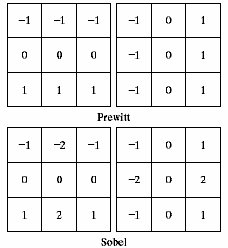 -1 -1 -1 -1 0 1
0 0 0 -1 0 1
1 1 1 -1 0 1
Prewitt
-1 -2 -1 -1 0 1
0 0 0 -2 0 2
1 2 1 -1 0 1
Sobel